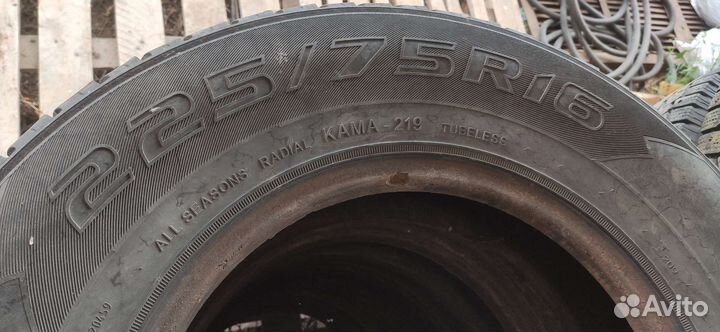 225/75R16
ALL SEASONS RADIAL KAMA-219 TUBELESS
Avito